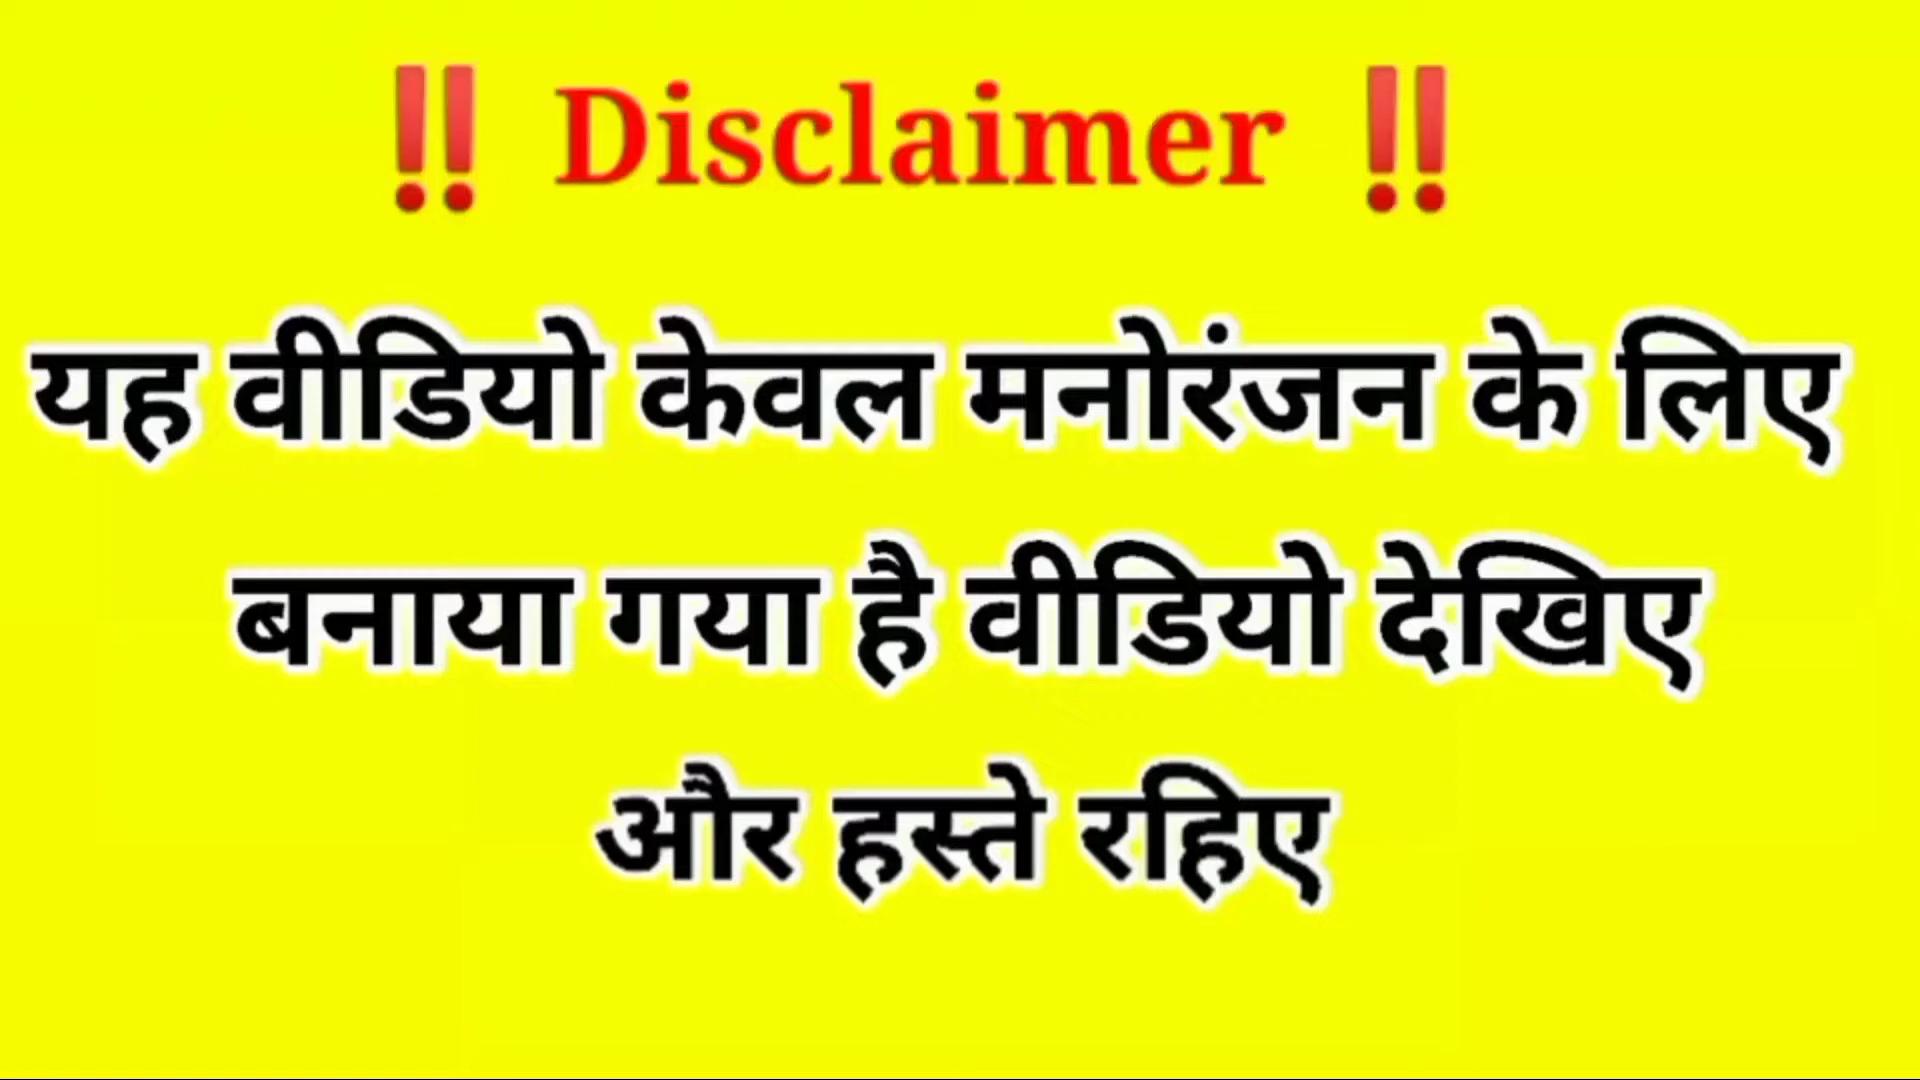 ‼ Disclaimer ‼
यह वीडियो केवल मनोरंजन के लिए
बनाया गया है वीडियो देखिए
और हस्ते रहिए